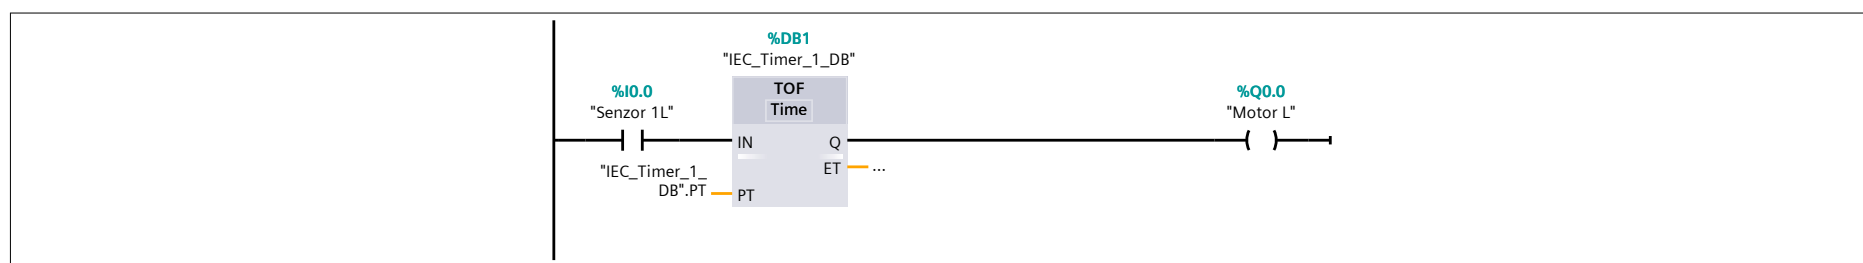 %DB1
"IEC_Timer_1_DB"
TOF
Time
%I0.0
"Senzor 1L"
%Q0.0
"Motor L"
IN
Q
ET
...
"IEC_Timer_1_
DB".PT
PT